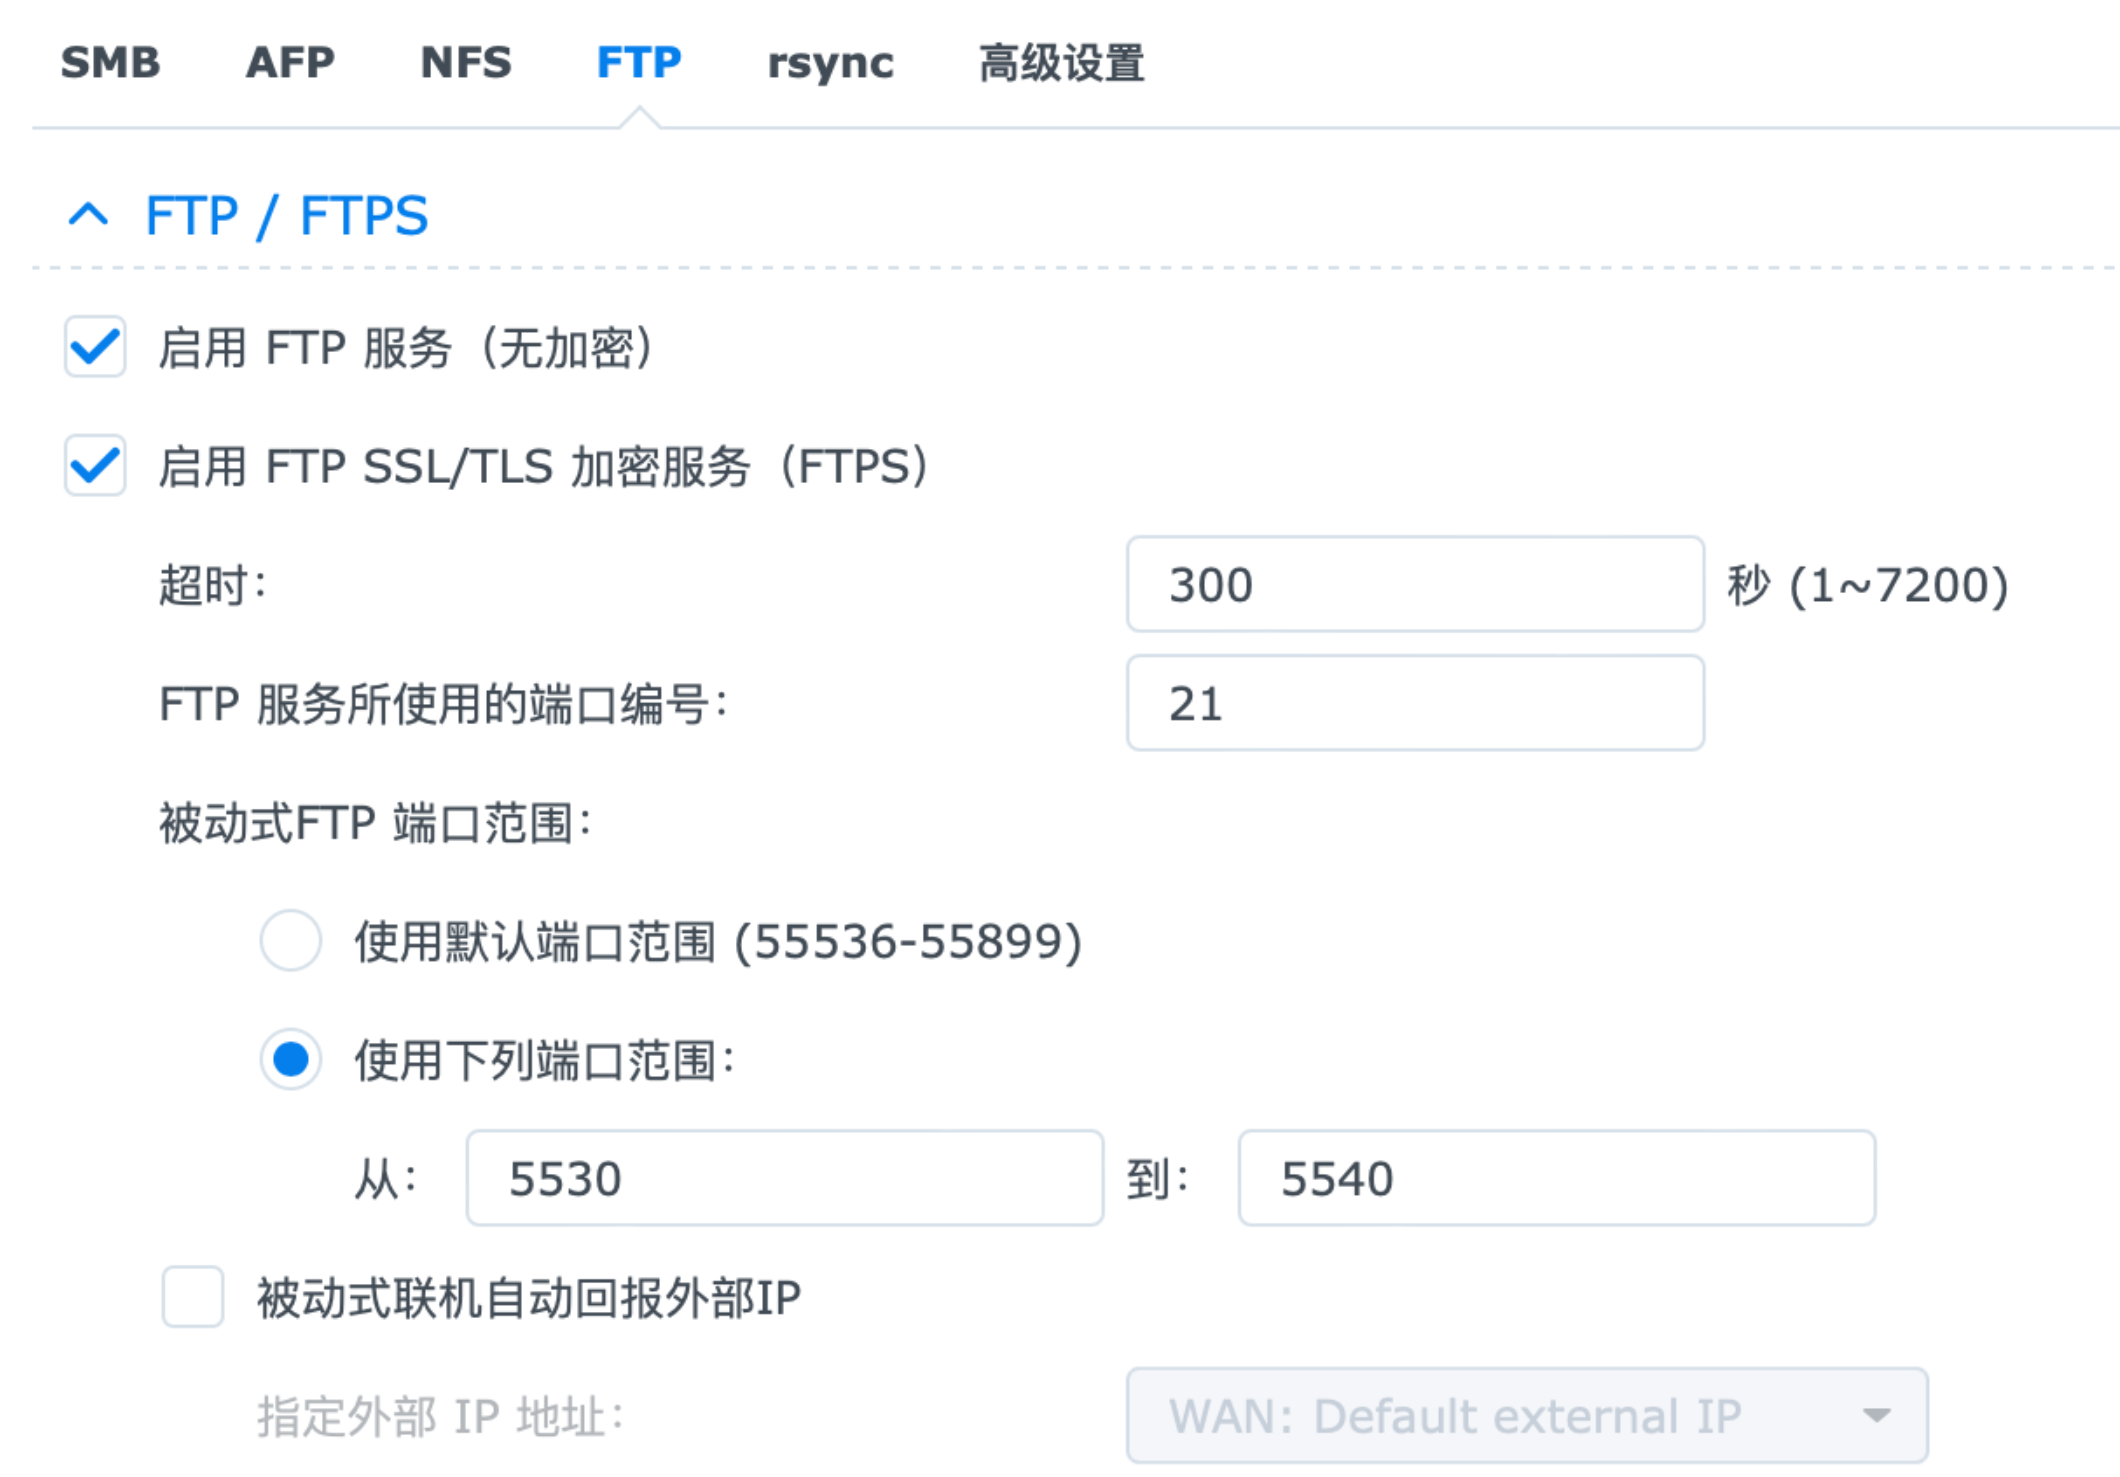 SMB AFP NFS FTP rsync 高级设置
FTP / FTPS
启用 FTP 服务（无加密）
启用 FTP SSL/TLS 加密服务（FTPS）
超时： 300 秒 (1~7200)
FTP 服务所使用的端口编号： 21
被动式FTP 端口范围：
使用默认端口范围 (55536-55899)
使用下列端口范围：
从： 5530 到： 5540
被动式联机自动回报外部IP
指定外部 IP 地址： WAN: Default external IP